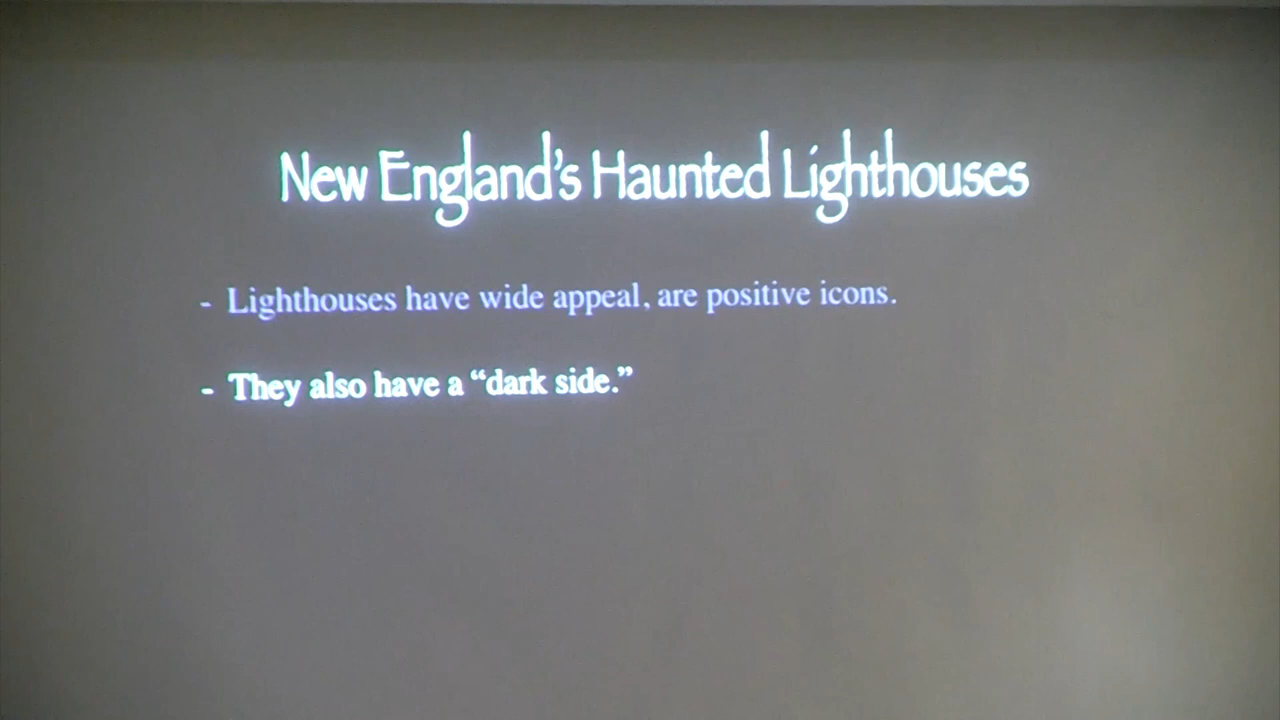 New England's Haunted Lighthouses
- Lighthouses have wide appeal, are positive icons.
- They also have a “dark side.”